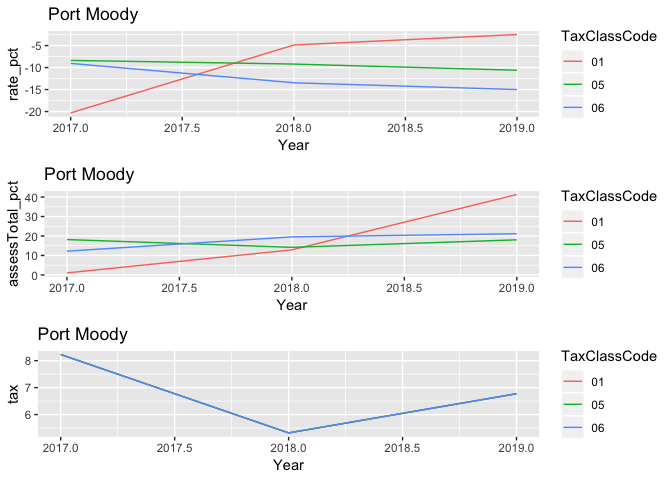 Port Moody
rate_pct
-5
-10
-15
-20
2017.0 2017.5 2018.0 2018.5 2019.0
Year
TaxClassCode
01
05
06
Port Moody
assessTotal_pct
40
30
20
10
0
2017.0 2017.5 2018.0 2018.5 2019.0
Year
TaxClassCode
01
05
06
Port Moody
tax
8
7
6
2017.0 2017.5 2018.0 2018.5 2019.0
Year
TaxClassCode
01
05
06